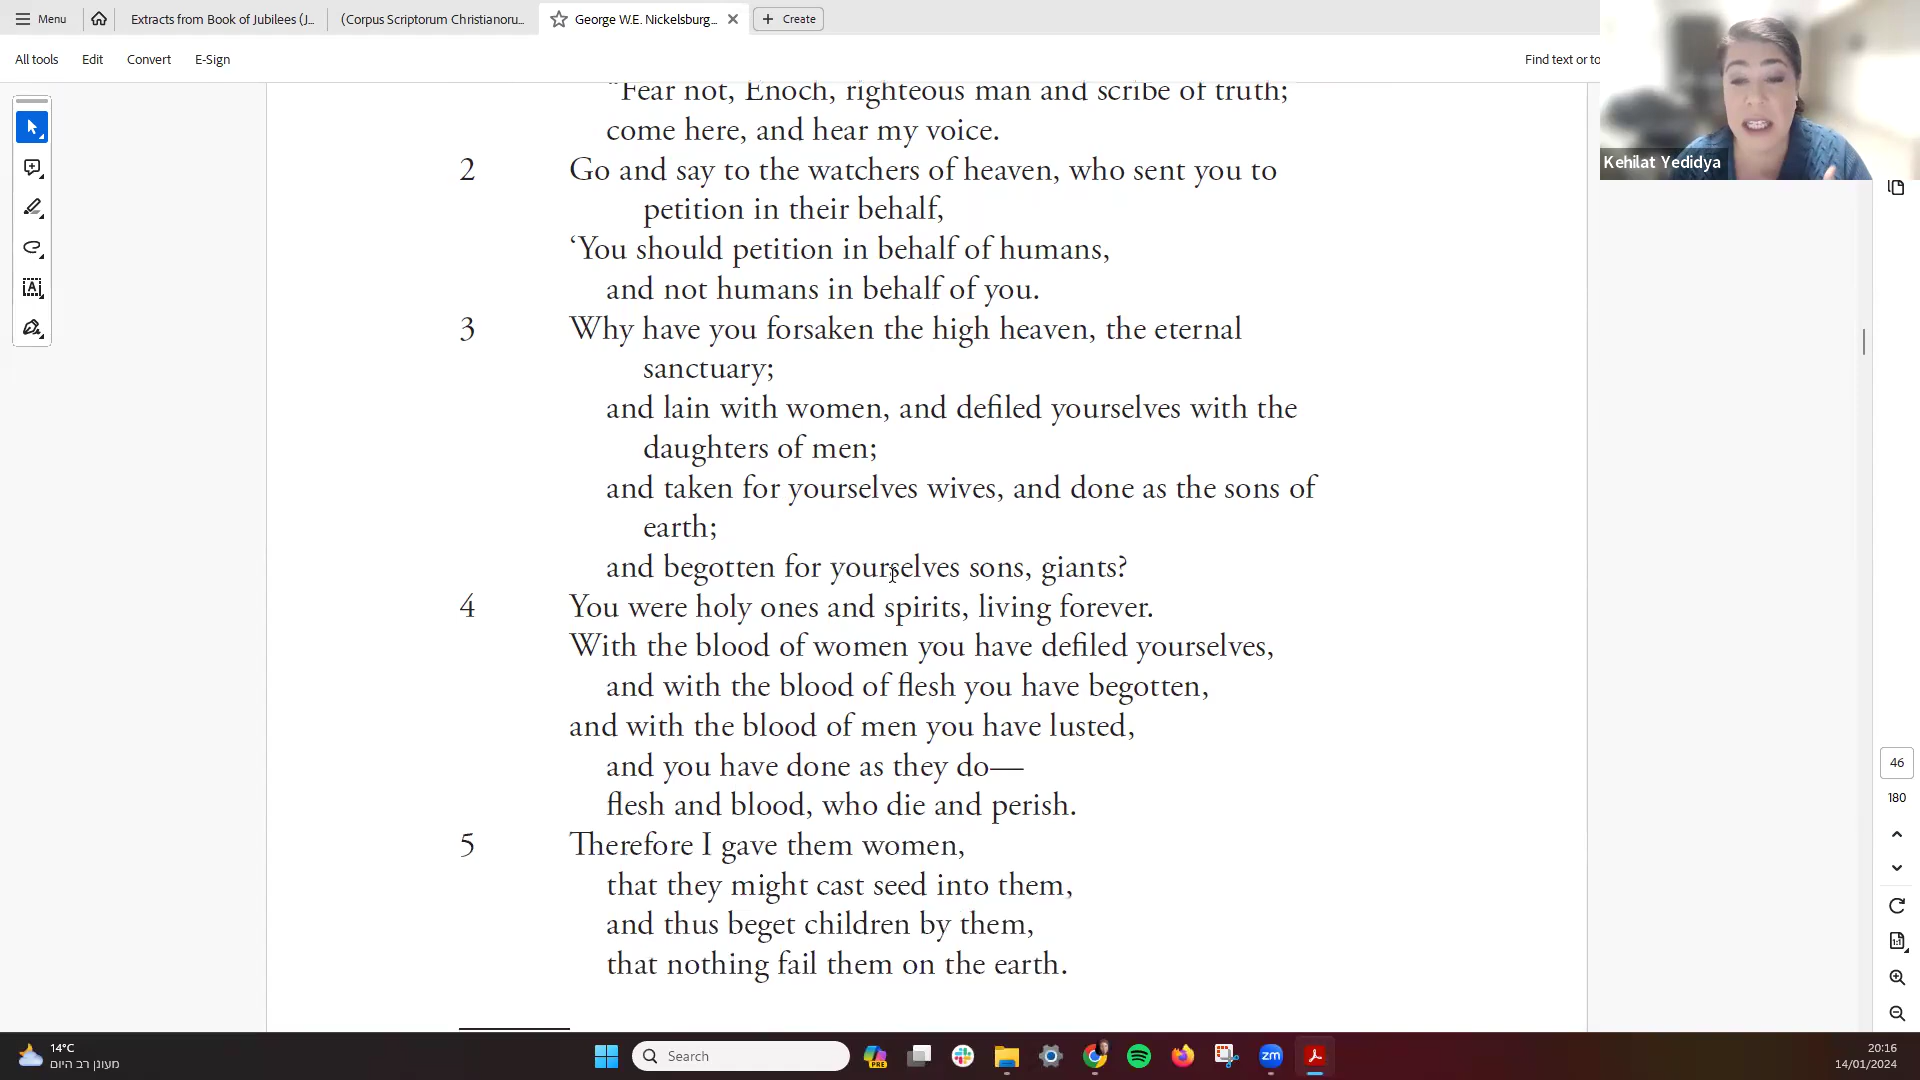 Menu
Extracts from Book of Jubilees (J...
(Corpus Scriptorum Christianoru...
George W.E. Nickelsburg...
Create
All tools
Edit
Convert
E-Sign
Find text or to
Kehilat Yedidya
"Fear not, Enoch, righteous man and scribe of truth;
come here, and hear my voice.
2 Go and say to the watchers of heaven, who sent you to
petition in their behalf,
‘You should petition in behalf of humans,
and not humans in behalf of you.
3 Why have you forsaken the high heaven, the eternal
sanctuary;
and lain with women, and defiled yourselves with the
daughters of men;
and taken for yourselves wives, and done as the sons of
earth;
and begotten for yourselves sons, giants?
4 You were holy ones and spirits, living forever.
With the blood of women you have defiled yourselves,
and with the blood of flesh you have begotten,
and with the blood of men you have lusted,
and you have done as they do—
flesh and blood, who die and perish.
5 Therefore I gave them women,
that they might cast seed into them,
and thus beget children by them,
that nothing fail them on the earth.
46
180
14°C
מעונן רב היום
Search
PRE
zm
20:16
14/01/2024